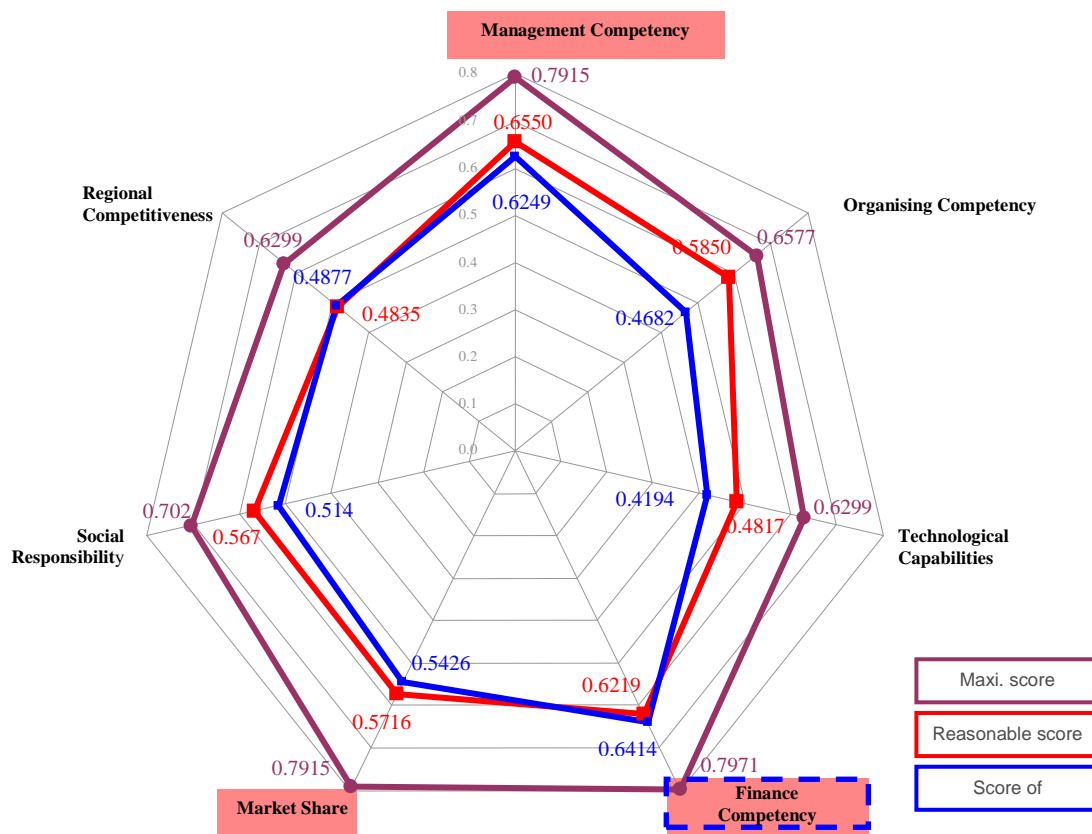 Management Competency
0.8
0.7915
0.7
0.6550
0.6
Regional
Competitiveness
Organising Competency
0.5
0.6249
0.6299
0.5850
0.6577
0.4877
0.4
0.4835
0.4682
0.3
0.2
0.1
0.0
0.702
0.514
0.4194
0.6299
Social
Responsibility
0.567
0.4817
Technological
Capabilities
0.5426
0.6219
0.5716
0.6414
0.7915
0.7971
Market Share
Finance
Competency
Maxi. score
Reasonable score
Score of